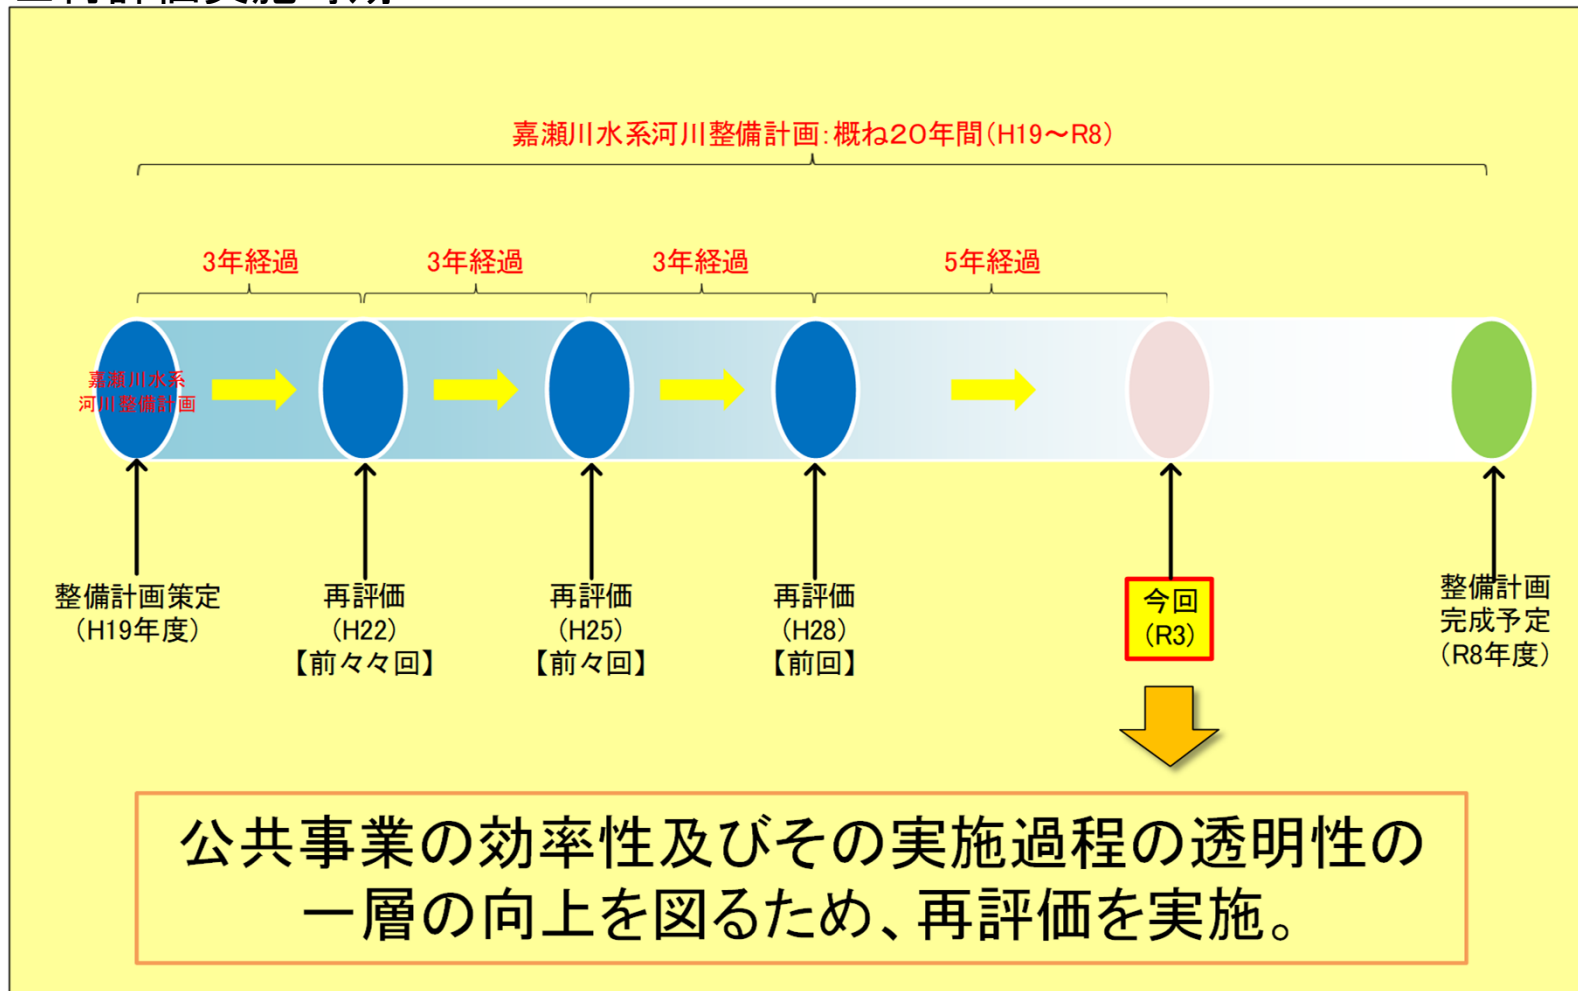 嘉瀬川水系河川整備計画:概ね20年間(H19～R8)
3年経過 3年経過 3年経過 5年経過
嘉瀬川水系
河川整備計画
整備計画策定
(H19年度)
再評価
(H22)
【前々々回】
再評価
(H25)
【前々回】
再評価
(H28)
【前回】
今回
(R3)
整備計画
完成予定
(R8年度)
公共事業の効率性及びその実施過程の透明性の
一層の向上を図るため、再評価を実施。